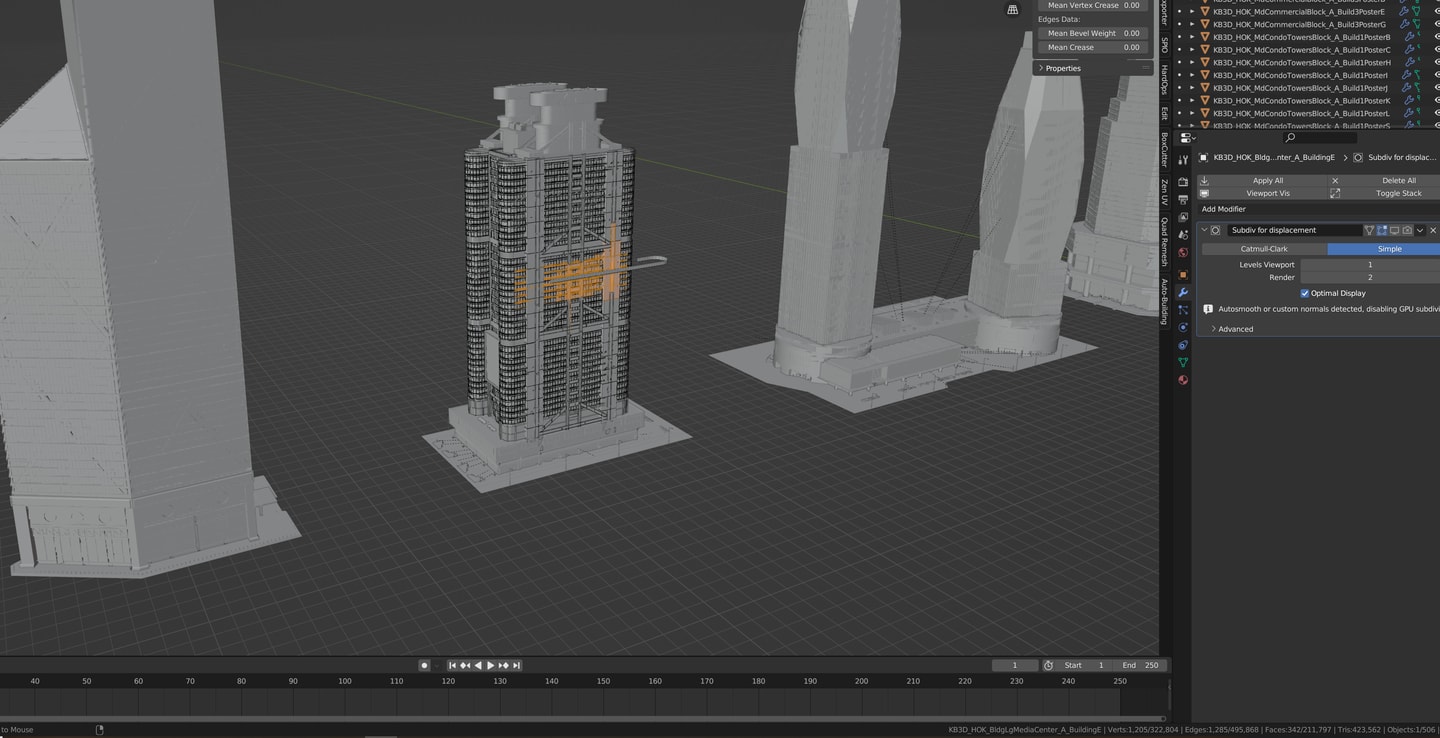 Mean Vertex Crease 0.00
Edges Data:
Mean Bevel Weight 0.00
Mean Crease 0.00
Properties
xporter
SPIO
HardOps
Edit
BoxCutter
Zen UV
Quad Remesh
Auto-Building
KB3D_HOK_MdCommercialBlock_A_Build3PosterE
KB3D_HOK_MdCommercialBlock_A_Build3PosterG
KB3D_HOK_MdCondoTowersBlock_A_Build1PosterB
KB3D_HOK_MdCondoTowersBlock_A_Build1PosterC
KB3D_HOK_MdCondoTowersBlock_A_Build1PosterH
KB3D_HOK_MdCondoTowersBlock_A_Build1PosterI
KB3D_HOK_MdCondoTowersBlock_A_Build1PosterJ
KB3D_HOK_MdCondoTowersBlock_A_Build1PosterK
KB3D_HOK_MdCondoTowersBlock_A_Build1PosterL
KB3D_HOK_MdCondoTowersBlock_A_Build1PosterS
KB3D_HOK_Bldg...nter_A_BuildingE > Subdiv for displac...
Apply All Delete All
Viewport Vis Toggle Stack
Add Modifier
Subdiv for displacement
Catmull-Clark Simple
Levels Viewport 1
Render 2
Optimal Display
Autosmooth or custom normals detected, disabling GPU subdivi
Advanced
1 Start 1 End 250
40 50 60 70 80 90 100 110 120 130 140 150 160 170 180 190 200 210 220 230 240 250
to Mouse
KB3D_HOK_BldgLgMediaCenter_A_BuildingE | Verts:1,205/322,804 | Edges:1,285/495,868 | Faces:342/211,797 | Tris:423,562 | Objects:1/506 |